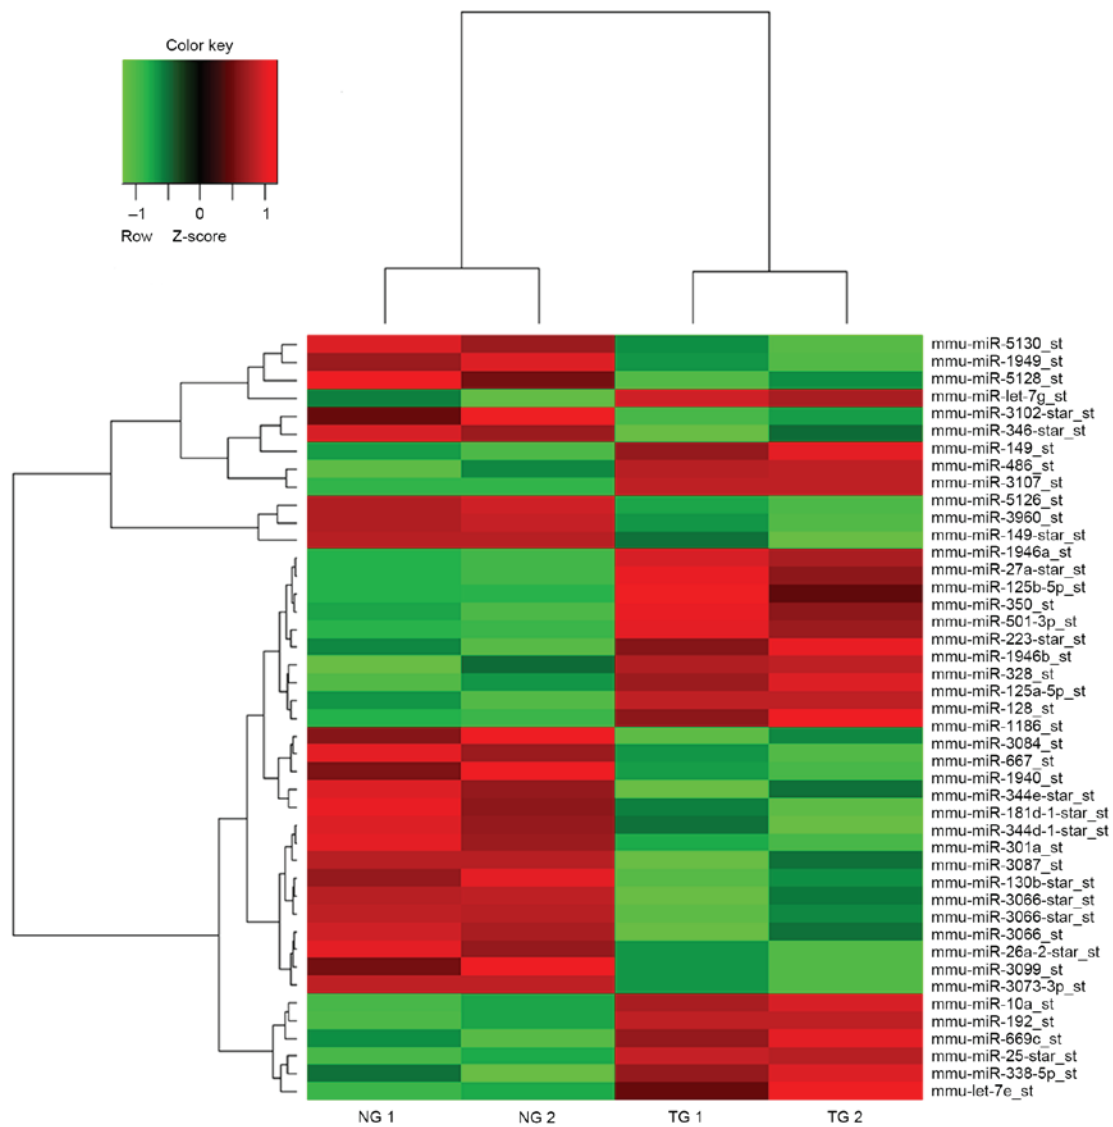 Color key
–1 0 1
Row Z-score
mmu-miR-5130_st
mmu-miR-1949_st
mmu-miR-5128_st
mmu-miR-let-7g_st
mmu-miR-3102-star_st
mmu-miR-346-star_st
mmu-miR-149_st
mmu-miR-486_st
mmu-miR-3107_st
mmu-miR-5126_st
mmu-miR-3960_st
mmu-miR-149-star_st
mmu-miR-1946a_st
mmu-miR-27a-star_st
mmu-miR-125b-5p_st
mmu-miR-350_st
mmu-miR-501-3p_st
mmu-miR-223-star_st
mmu-miR-1946b_st
mmu-miR-328_st
mmu-miR-125a-5p_st
mmu-miR-128_st
mmu-miR-1186_st
mmu-miR-3084_st
mmu-miR-667_st
mmu-miR-1940_st
mmu-miR-344e-star_st
mmu-miR-181d-1-star_st
mmu-miR-344d-1-star_st
mmu-miR-301a_st
mmu-miR-3087_st
mmu-miR-130b-star_st
mmu-miR-3066-star_st
mmu-miR-3066-star_st
mmu-miR-3066_st
mmu-miR-26a-2-star_st
mmu-miR-3099_st
mmu-miR-3073-3p_st
mmu-miR-10a_st
mmu-miR-192_st
mmu-miR-669c_st
mmu-miR-25-star_st
mmu-miR-338-5p_st
mmu-let-7e_st
NG 1 NG 2 TG 1 TG 2